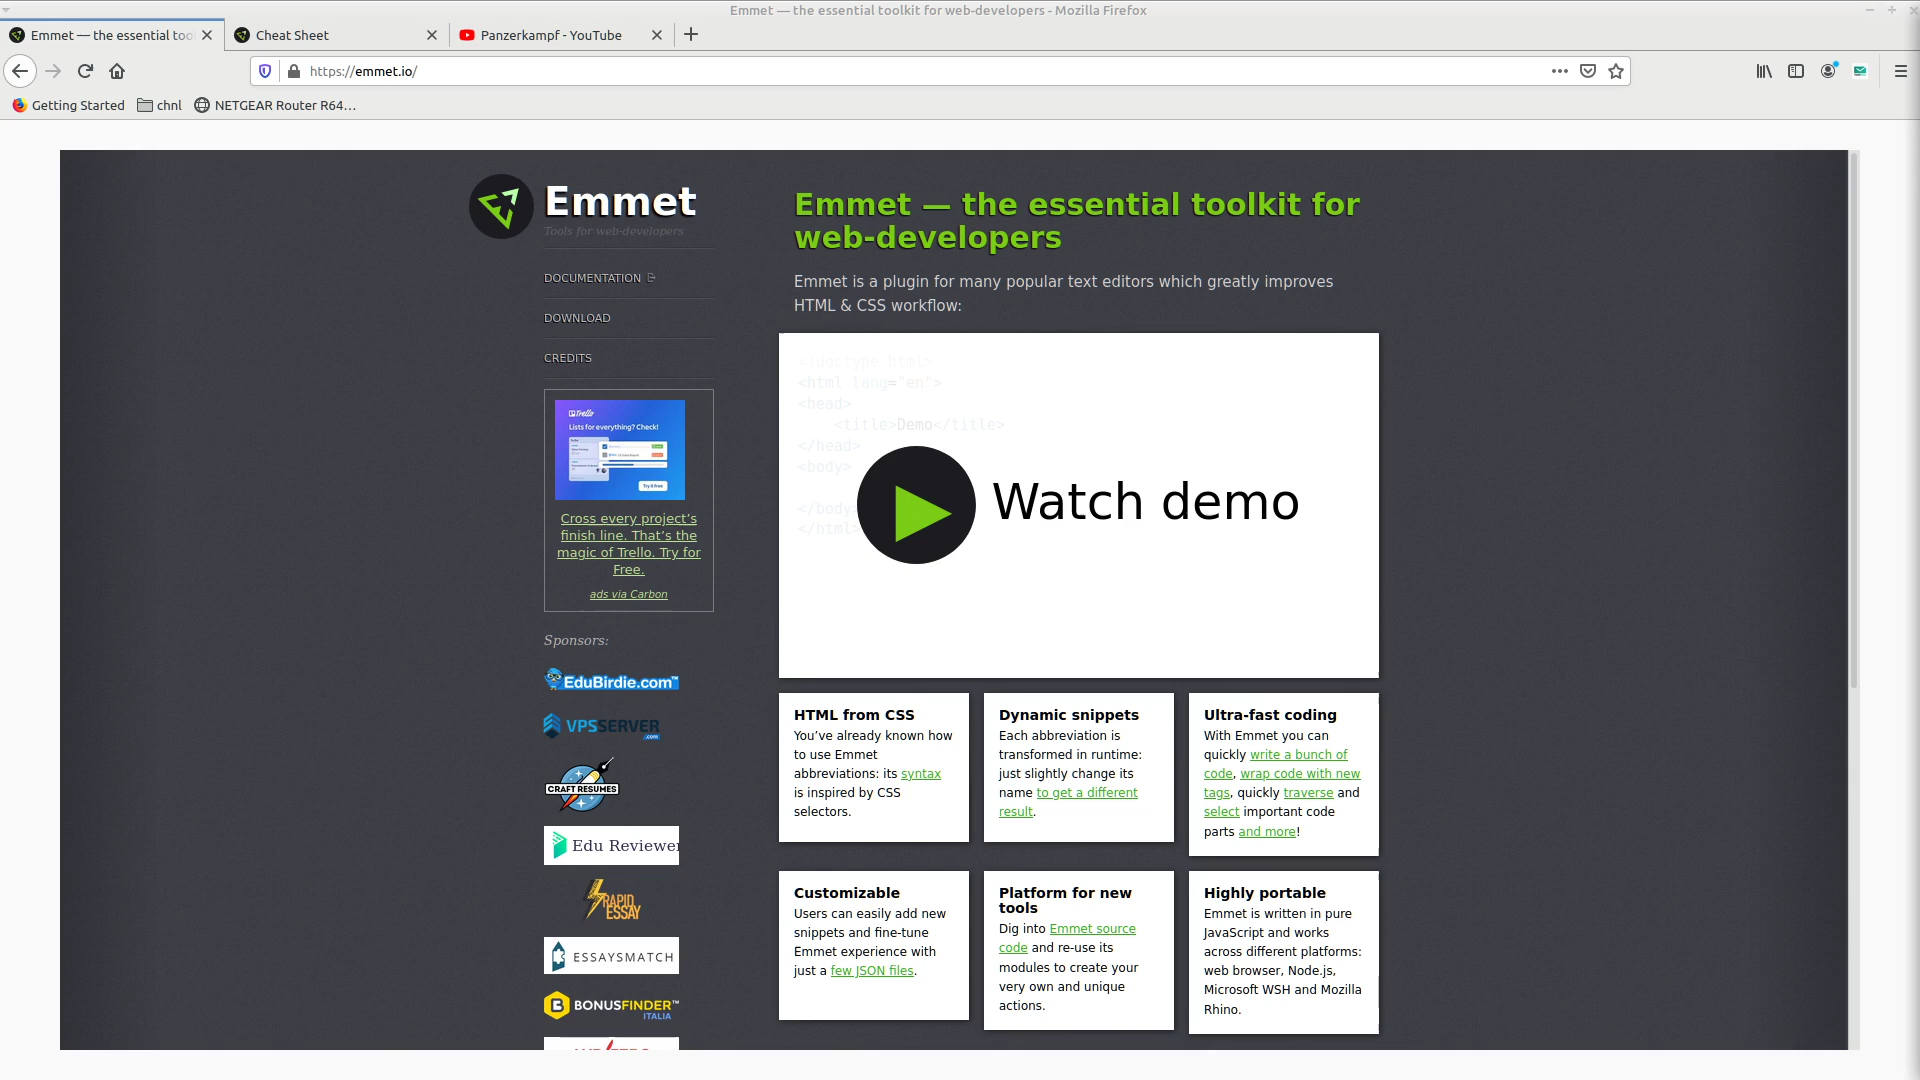 Emmet — the essential toolkit for web-developers - Mozilla Firefox
Emmet — the essential too
Cheat Sheet
Panzerkampf - YouTube
https://emmet.io/
Getting Started
chnl
NETGEAR Router R64…
Emmet
Tools for web-developers
DOCUMENTATION
DOWNLOAD
CREDITS
Trello
Lists for everything? Check!
Try it free
Cross every project’s
finish line. That’s the
magic of Trello. Try for
Free.
ads via Carbon
Sponsors:
EduBirdie.com™
VPSSERVER
.com
CRAFT RESUMES
Edu Reviewer
RAPID
ESSAY
ESSAYSMATCH
BONUSFINDER™
ITALIA
Emmet — the essential toolkit for
web-developers
Emmet is a plugin for many popular text editors which greatly improves
HTML & CSS workflow:
<!doctype html>
<html lang="en">
<head>
<title>Demo</title>
</head>
<body>
</body>
</html>
Watch demo
HTML from CSS
You’ve already known how
to use Emmet
abbreviations: its syntax
is inspired by CSS
selectors.
Dynamic snippets
Each abbreviation is
transformed in runtime:
just slightly change its
name to get a different
result.
Ultra-fast coding
With Emmet you can
quickly write a bunch of
code, wrap code with new
tags, quickly traverse and
select important code
parts and more!
Customizable
Users can easily add new
snippets and fine-tune
Emmet experience with
just a few JSON files.
Platform for new
tools
Dig into Emmet source
code and re-use its
modules to create your
very own and unique
actions.
Highly portable
Emmet is written in pure
JavaScript and works
across different platforms:
web browser, Node.js,
Microsoft WSH and Mozilla
Rhino.